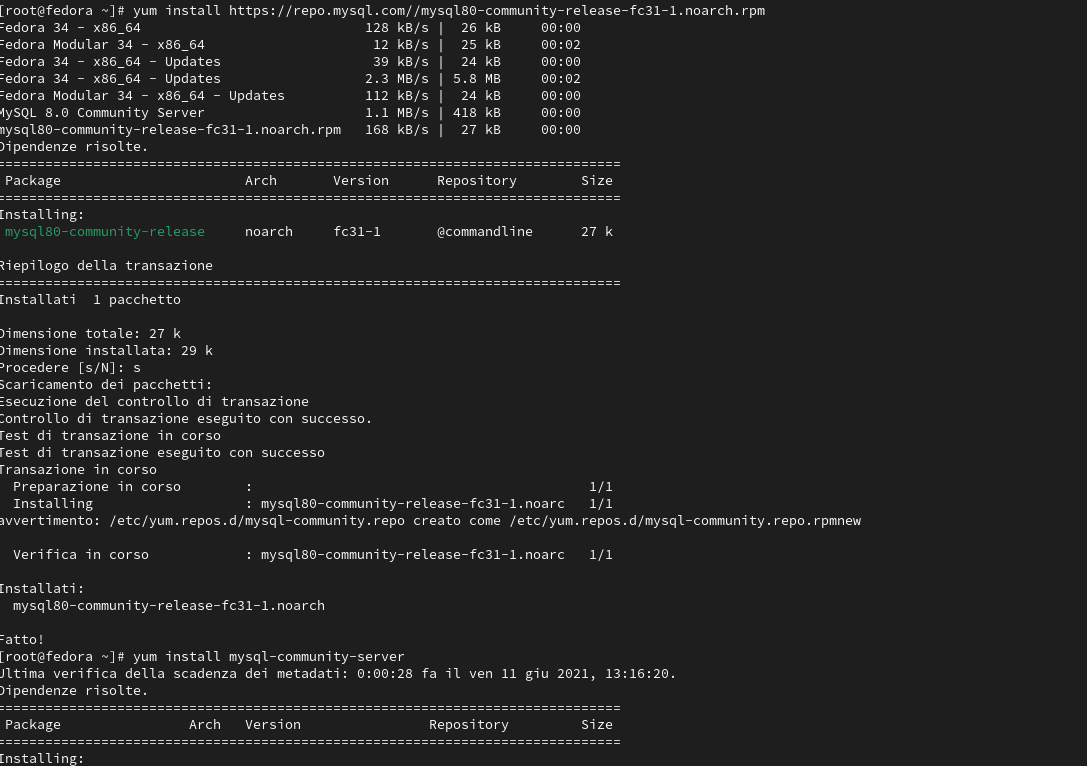 [root@fedora ~]# yum install https://repo.mysql.com//mysql80-community-release-fc31-1.noarch.rpm
Fedora 34 - x86_64                            128 kB/s |  26 kB     00:00
Fedora Modular 34 - x86_64                     12 kB/s |  25 kB     00:02
Fedora 34 - x86_64 - Updates                   39 kB/s |  24 kB     00:00
Fedora 34 - x86_64 - Updates                  2.3 MB/s | 5.8 MB     00:02
Fedora Modular 34 - x86_64 - Updates          112 kB/s |  24 kB     00:00
MySQL 8.0 Community Server                    1.1 MB/s | 418 kB     00:00
mysql80-community-release-fc31-1.noarch.rpm   168 kB/s |  27 kB     00:00
Dipendenze risolte.
==============================================================================
 Package                       Arch       Version      Repository        Size
==============================================================================
Installing:
 mysql80-community-release     noarch     fc31-1       @commandline      27 k

Riepilogo della transazione
==============================================================================
Installati  1 pacchetto

Dimensione totale: 27 k
Dimensione installata: 29 k
Procedere [s/N]: s
Scaricamento dei pacchetti:
Esecuzione del controllo di transazione
Controllo di transazione eseguito con successo.
Test di transazione in corso
Test di transazione eseguito con successo
Transazione in corso
  Preparazione in corso        :                                          1/1
  Installing                   : mysql80-community-release-fc31-1.noarc   1/1
avvertimento: /etc/yum.repos.d/mysql-community.repo creato come /etc/yum.repos.d/mysql-community.repo.rpmnew

  Verifica in corso            : mysql80-community-release-fc31-1.noarc   1/1

Installati:
  mysql80-community-release-fc31-1.noarch

Fatto!
[root@fedora ~]# yum install mysql-community-server
Ultima verifica della scadenza dei metadati: 0:00:28 fa il ven 11 giu 2021, 13:16:20.
Dipendenze risolte.
==============================================================================
 Package                Arch   Version                Repository         Size
==============================================================================
Installing: